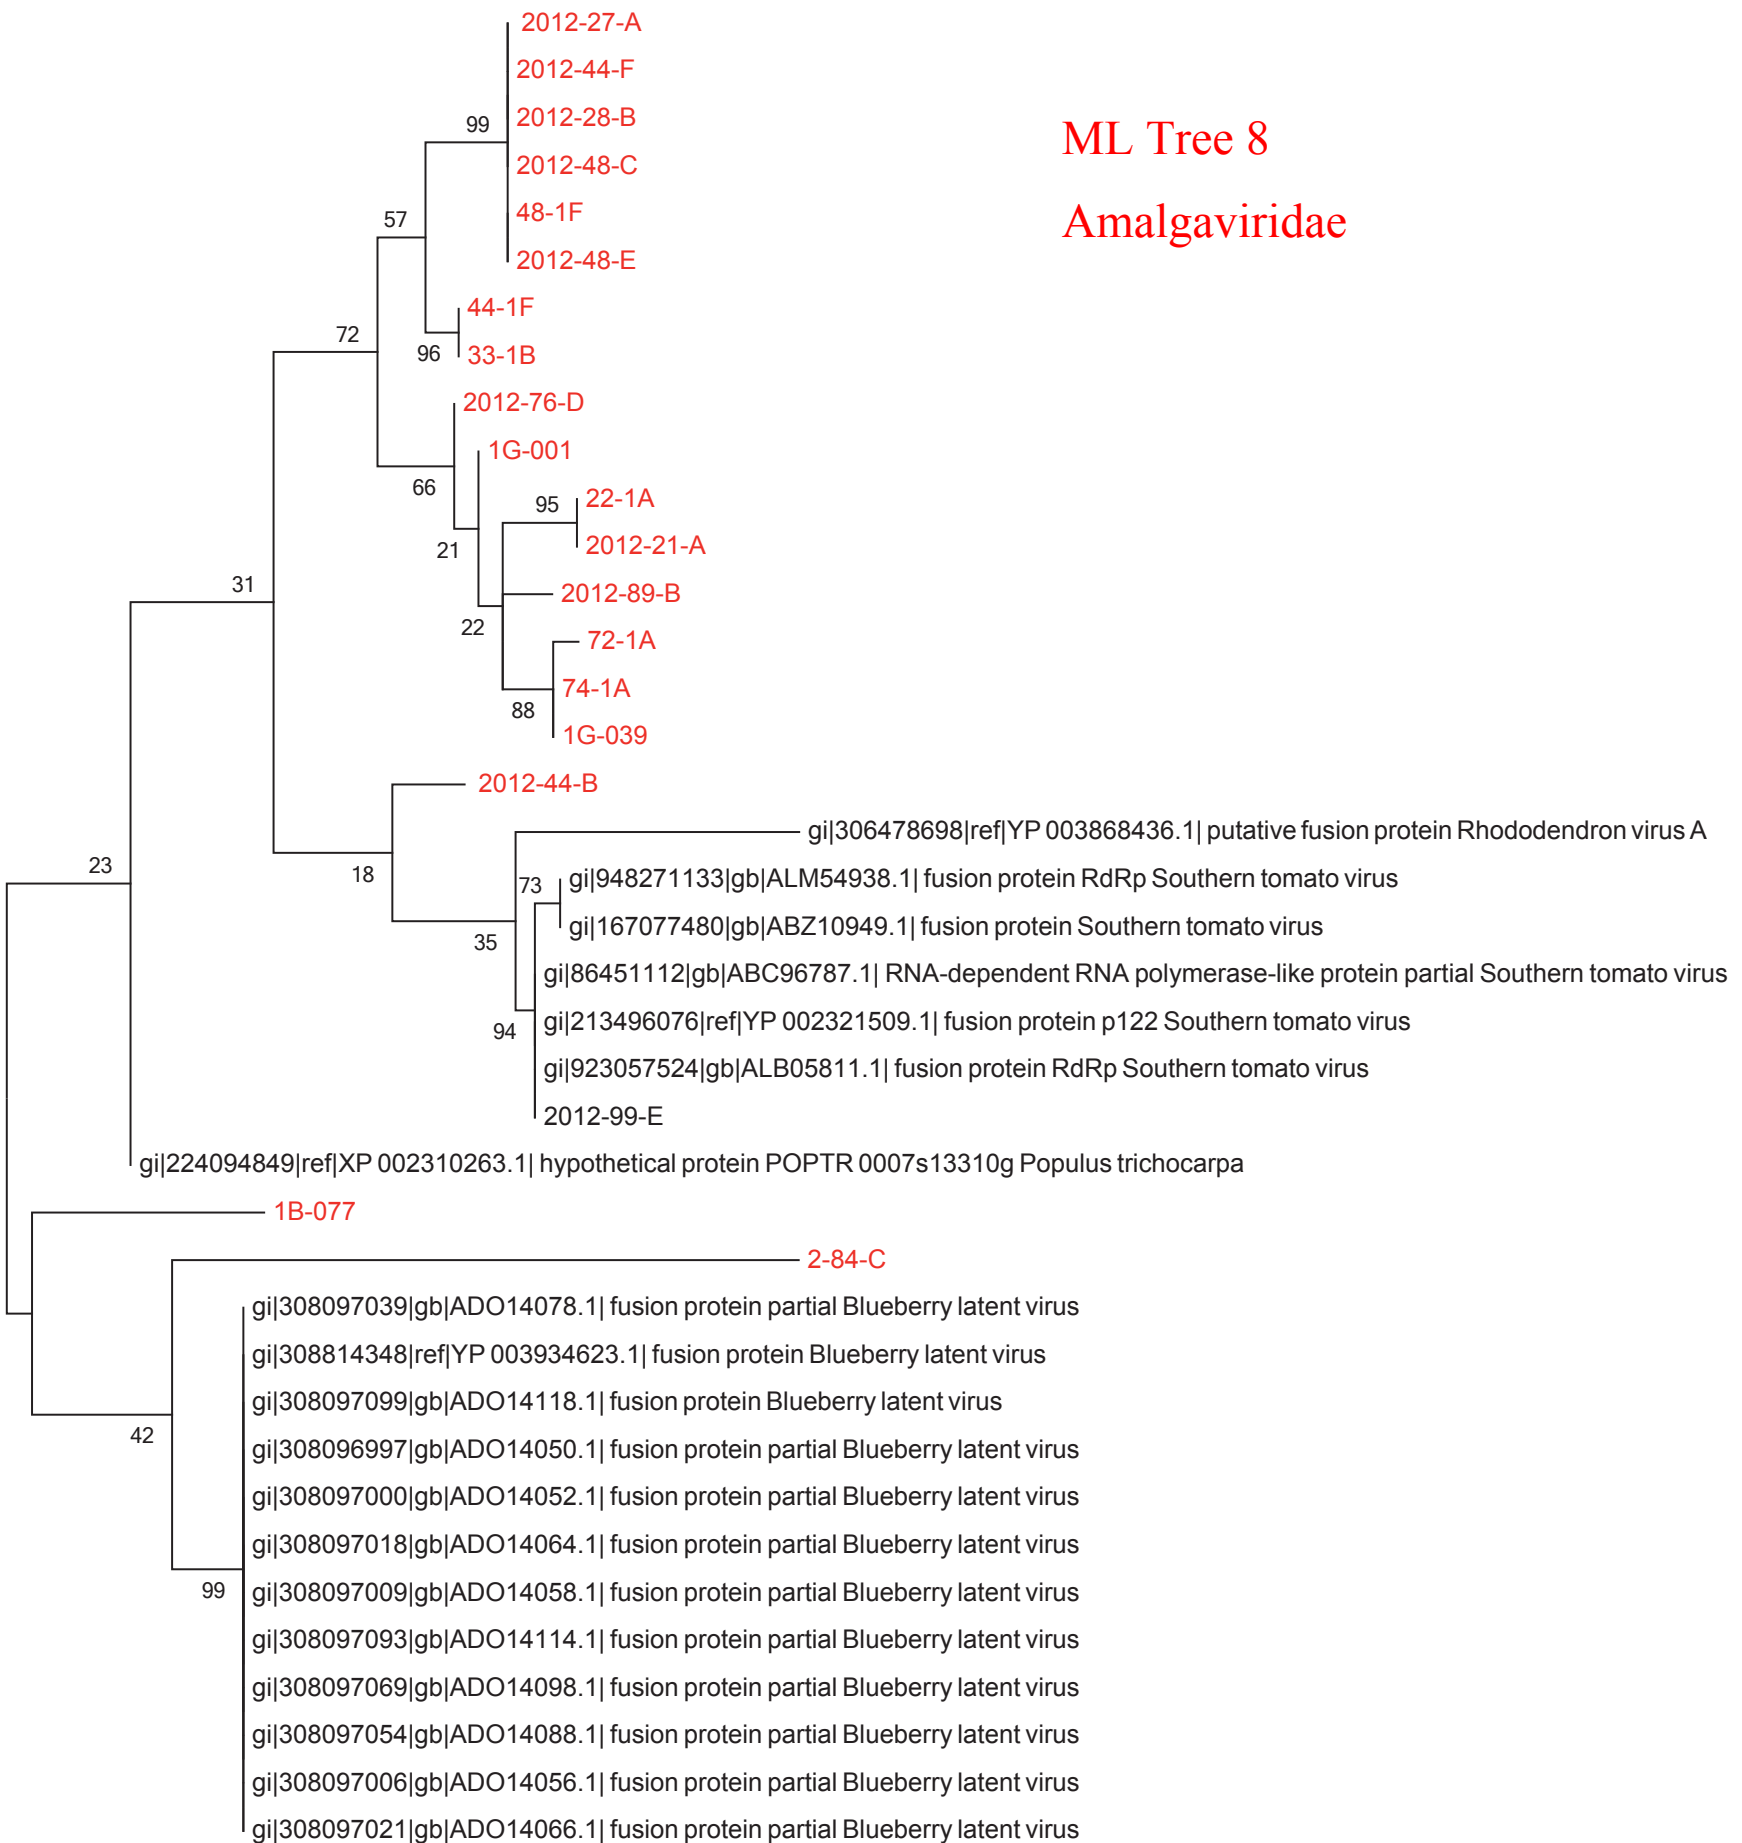 2012-27-A
2012-44-F
2012-28-B
99
2012-48-C
48-1F
57
2012-48-E
ML Tree 8
Amalgaviridae
44-1F
72
96
33-1B
2012-76-D
1G-001
66
95
22-1A
21
2012-21-A
31
2012-89-B
22
72-1A
74-1A
88
1G-039
2012-44-B
gi|306478698|ref|YP 003868436.1| putative fusion protein Rhododendron virus A
23
18
73
gi|948271133|gb|ALM54938.1| fusion protein RdRp Southern tomato virus
gi|167077480|gb|ABZ10949.1| fusion protein Southern tomato virus
35
gi|86451112|gb|ABC96787.1| RNA-dependent RNA polymerase-like protein partial Southern tomato virus
gi|213496076|ref|YP 002321509.1| fusion protein p122 Southern tomato virus
94
gi|923057524|gb|ALB05811.1| fusion protein RdRp Southern tomato virus
2012-99-E
gi|224094849|ref|XP 002310263.1| hypothetical protein POPTR 0007s13310g Populus trichocarpa
1B-077
2-84-C
gi|308097039|gb|ADO14078.1| fusion protein partial Blueberry latent virus
gi|308814348|ref|YP 003934623.1| fusion protein Blueberry latent virus
gi|308097099|gb|ADO14118.1| fusion protein Blueberry latent virus
42
gi|308096997|gb|ADO14050.1| fusion protein partial Blueberry latent virus
gi|308097000|gb|ADO14052.1| fusion protein partial Blueberry latent virus
gi|308097018|gb|ADO14064.1| fusion protein partial Blueberry latent virus
99
gi|308097009|gb|ADO14058.1| fusion protein partial Blueberry latent virus
gi|308097093|gb|ADO14114.1| fusion protein partial Blueberry latent virus
gi|308097069|gb|ADO14098.1| fusion protein partial Blueberry latent virus
gi|308097054|gb|ADO14088.1| fusion protein partial Blueberry latent virus
gi|308097006|gb|ADO14056.1| fusion protein partial Blueberry latent virus
gi|308097021|gb|ADO14066.1| fusion protein partial Blueberry latent virus